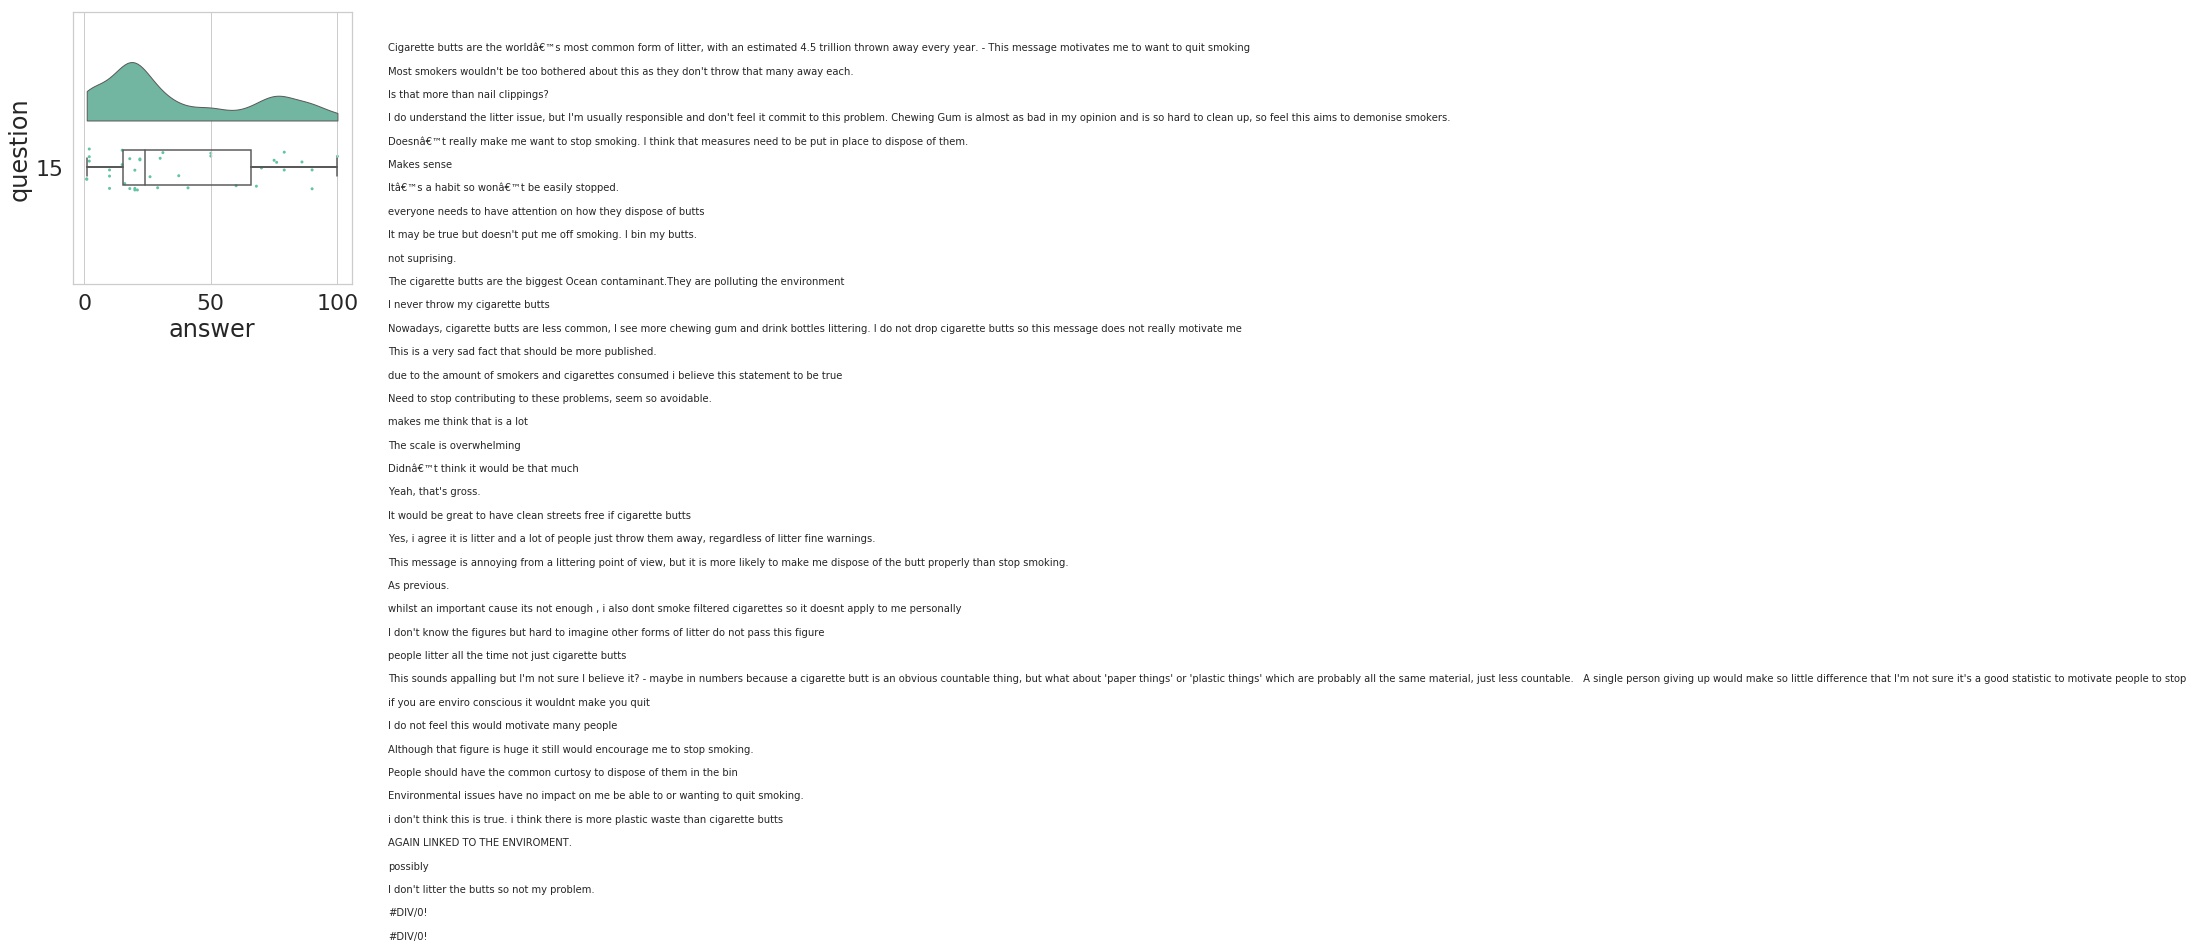 question
15
0 50 100
answer
Cigarette butts are the worldâ€™s most common form of litter, with an estimated 4.5 trillion thrown away every year. - This message motivates me to want to quit smoking
Most smokers wouldn't be too bothered about this as they don't throw that many away each.
Is that more than nail clippings?
I do understand the litter issue, but I'm usually responsible and don't feel it commit to this problem. Chewing Gum is almost as bad in my opinion and is so hard to clean up, so feel this aims to demonise smokers.
Doesnâ€™t really make me want to stop smoking. I think that measures need to be put in place to dispose of them.
Makes sense
Itâ€™s a habit so wonâ€™t be easily stopped.
everyone needs to have attention on how they dispose of butts
It may be true but doesn't put me off smoking. I bin my butts.
not suprising.
The cigarette butts are the biggest Ocean contaminant.They are polluting the environment
I never throw my cigarette butts
Nowadays, cigarette butts are less common, I see more chewing gum and drink bottles littering. I do not drop cigarette butts so this message does not really motivate me
This is a very sad fact that should be more published.
due to the amount of smokers and cigarettes consumed i believe this statement to be true
Need to stop contributing to these problems, seem so avoidable.
makes me think that is a lot
The scale is overwhelming
Didnâ€™t think it would be that much
Yeah, that's gross.
It would be great to have clean streets free if cigarette butts
Yes, i agree it is litter and a lot of people just throw them away, regardless of litter fine warnings.
This message is annoying from a littering point of view, but it is more likely to make me dispose of the butt properly than stop smoking.
As previous.
whilst an important cause its not enough , i also dont smoke filtered cigarettes so it doesnt apply to me personally
I don't know the figures but hard to imagine other forms of litter do not pass this figure
people litter all the time not just cigarette butts
This sounds appalling but I'm not sure I believe it? - maybe in numbers because a cigarette butt is an obvious countable thing, but what about 'paper things' or 'plastic things' which are probably all the same material, just less countable.   A single person giving up would make so little difference that I'm not sure it's a good statistic to motivate people to stop
if you are enviro conscious it wouldnt make you quit
I do not feel this would motivate many people
Although that figure is huge it still would encourage me to stop smoking.
People should have the common curtosy to dispose of them in the bin
Environmental issues have no impact on me be able to or wanting to quit smoking.
i don't think this is true. i think there is more plastic waste than cigarette butts
AGAIN LINKED TO THE ENVIROMENT.
possibly
I don't litter the butts so not my problem.
#DIV/0!
#DIV/0!